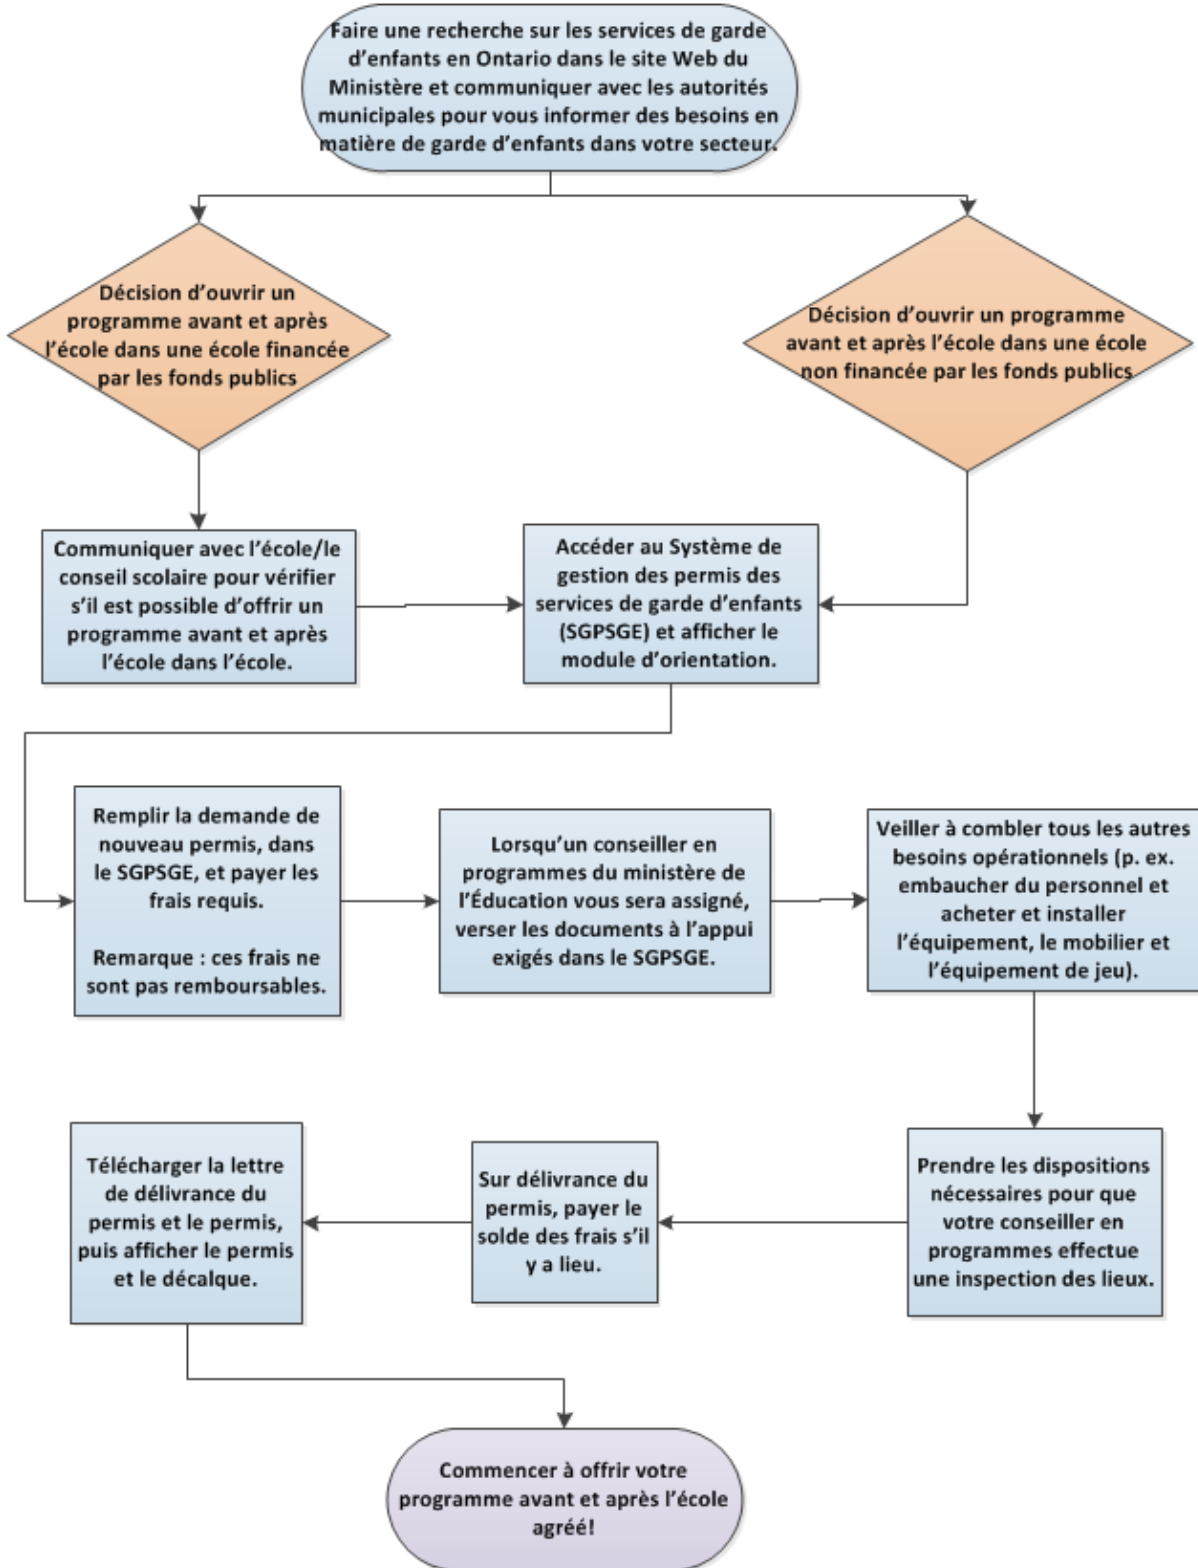 Faire une recherche sur les services de garde
d’enfants en Ontario dans le site Web du
Ministère et communiquer avec les autorités
municipales pour vous informer des besoins en
matière de garde d’enfants dans votre secteur.
Décision d’ouvrir un
programme avant et après
l’école dans une école financée
par les fonds publics
Décision d’ouvrir un programme
avant et après l’école dans une école
non financée par les fonds publics
Communiquer avec l’école/le
conseil scolaire pour vérifier
s’il est possible d’offrir un
programme avant et après
l’école dans l’école.
Accéder au Système de
gestion des permis des
services de garde d’enfants
(SGPSGE) et afficher le
module d’orientation.
Remplir la demande de
nouveau permis, dans
le SGPSGE, et payer les
frais requis.
Remarque : ces frais ne
sont pas remboursables.
Lorsqu’un conseiller en
programmes du ministère de
l’Éducation vous sera assigné,
verser les documents à l’appui
exigés dans le SGPSGE.
Veiller à combler tous les autres
besoins opérationnels (p. ex.
embaucher du personnel et
acheter et installer
l’équipement, le mobilier et
l’équipement de jeu).
Prendre les dispositions
nécessaires pour que
votre conseiller en
programmes effectue
une inspection des lieux.
Sur délivrance du
permis, payer le
solde des frais s’il
y a lieu.
Télécharger la lettre
de délivrance du
permis et le permis,
puis afficher le permis
et le décalque.
Commencer à offrir votre
programme avant et après l’école
agréé!